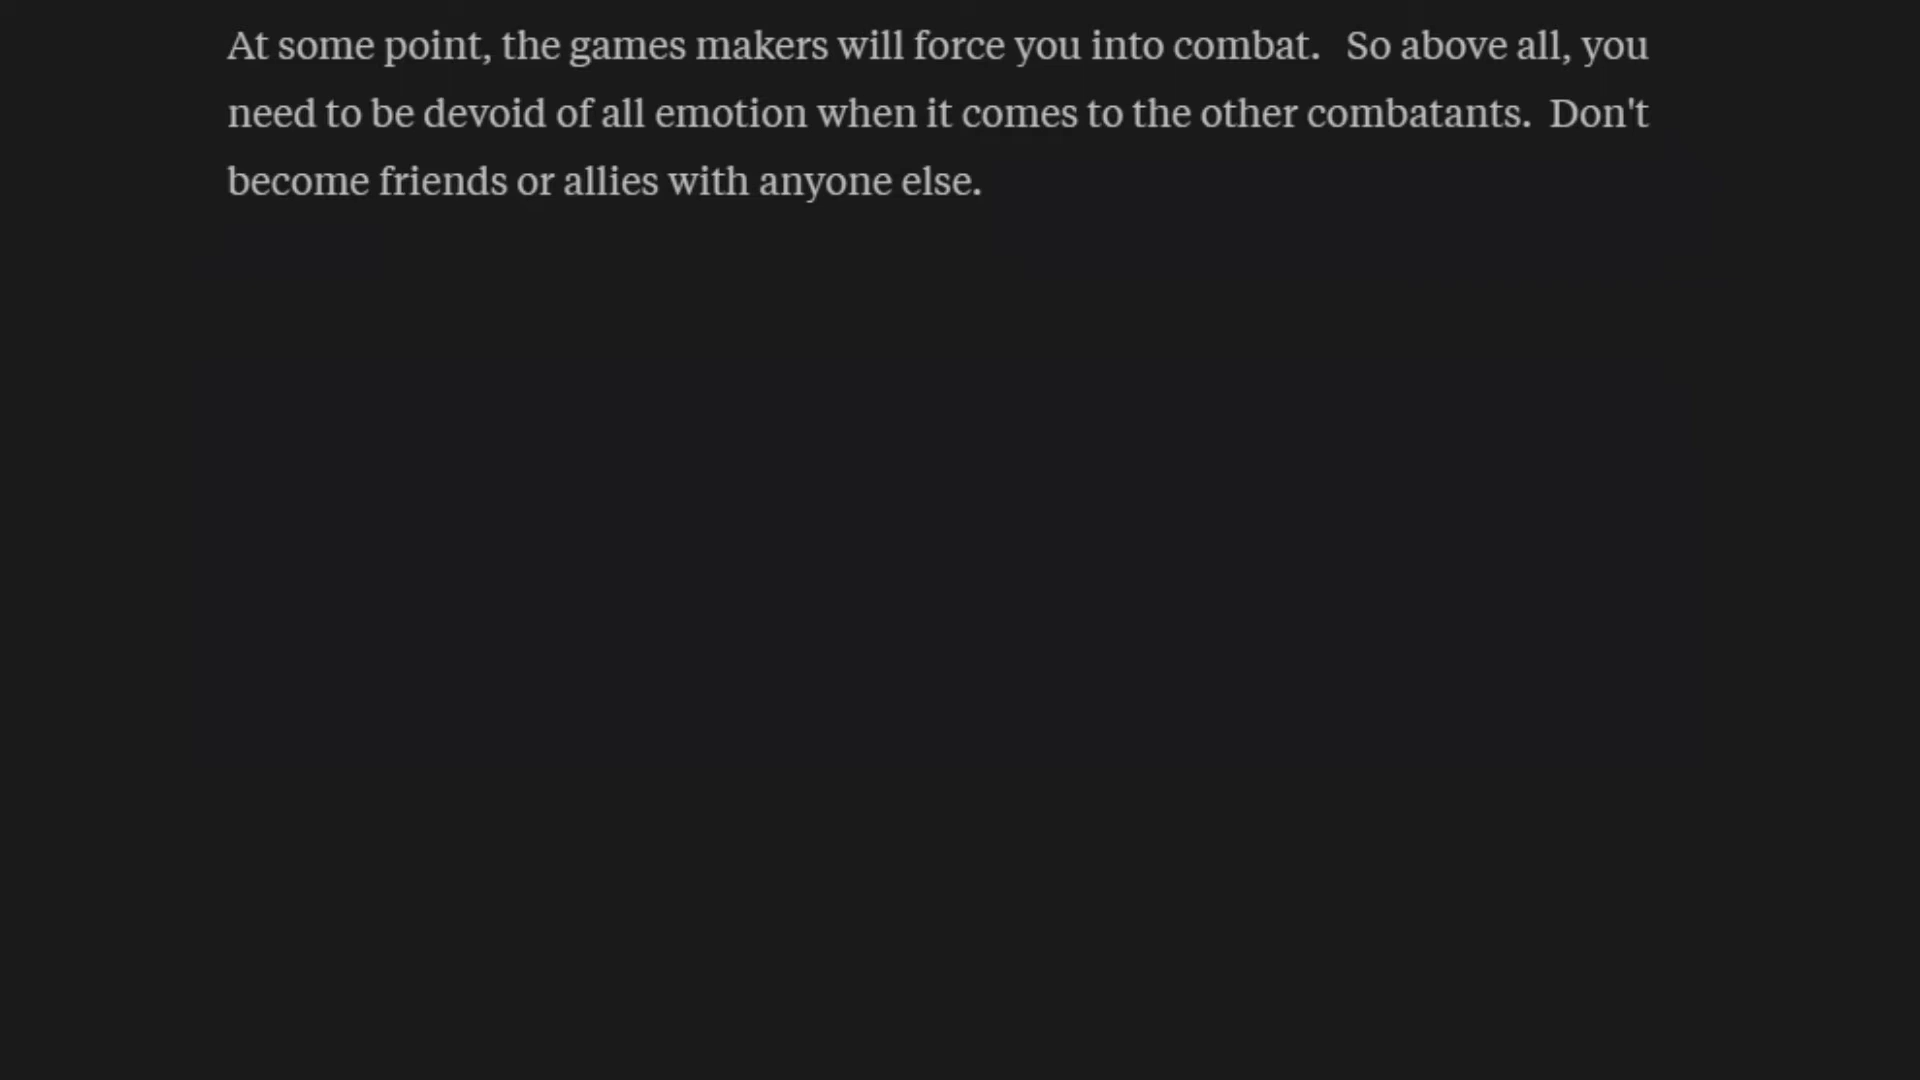 At some point, the games makers will force you into combat.   So above all, you
need to be devoid of all emotion when it comes to the other combatants.  Don't
become friends or allies with anyone else.